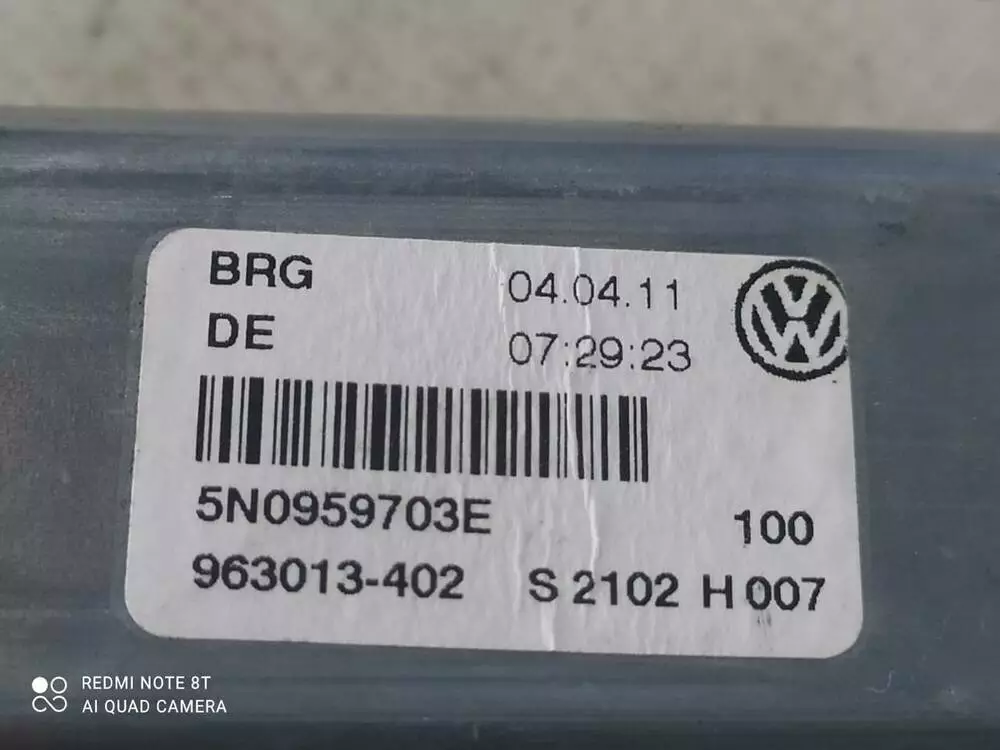 BRG 04.04.11
DE 07:29:23
5N0959703E 100
963013-402 S 2102 H 007
REDMI NOTE 8T
AI QUAD CAMERA